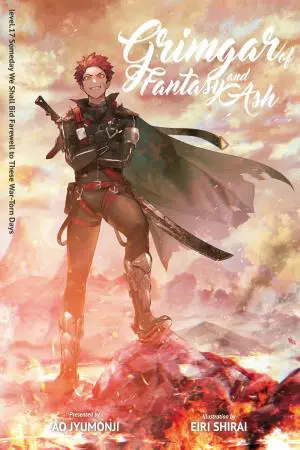 Grimgar of
Fantasy and
Ash
level.17 Someday We Shall Bid Farewell to These War-Torn Days
Presented by
AO JYUMONJI
Illustration by
EIRI SHIRAI